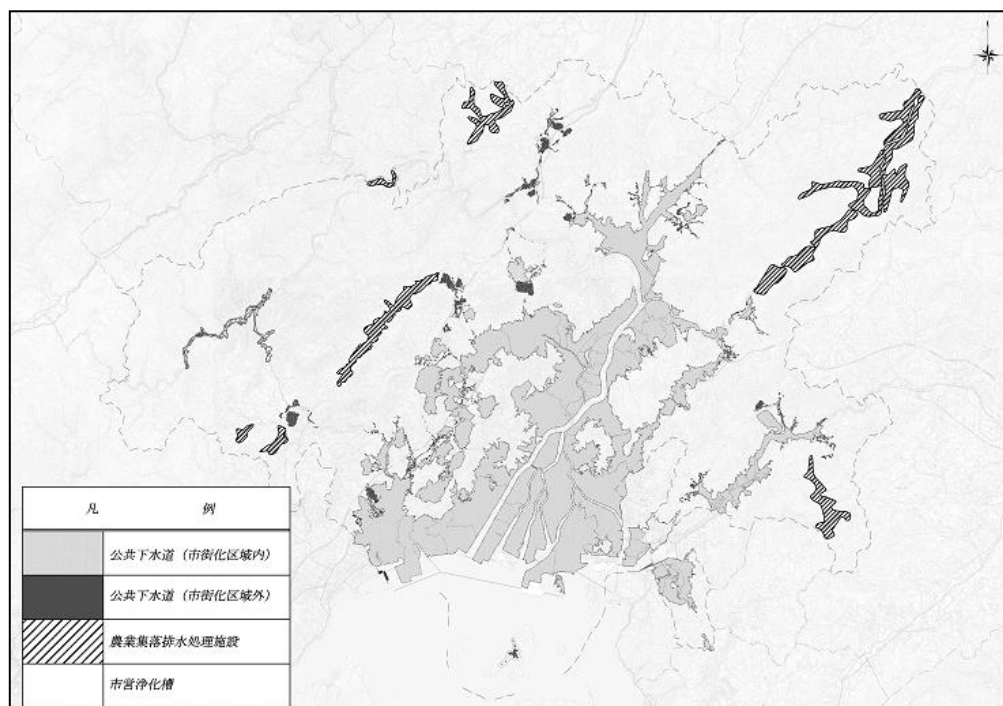 凡 例
公共下水道（市街化区域内）
公共下水道（市街化区域外）
農業集落排水処理施設
市営浄化槽